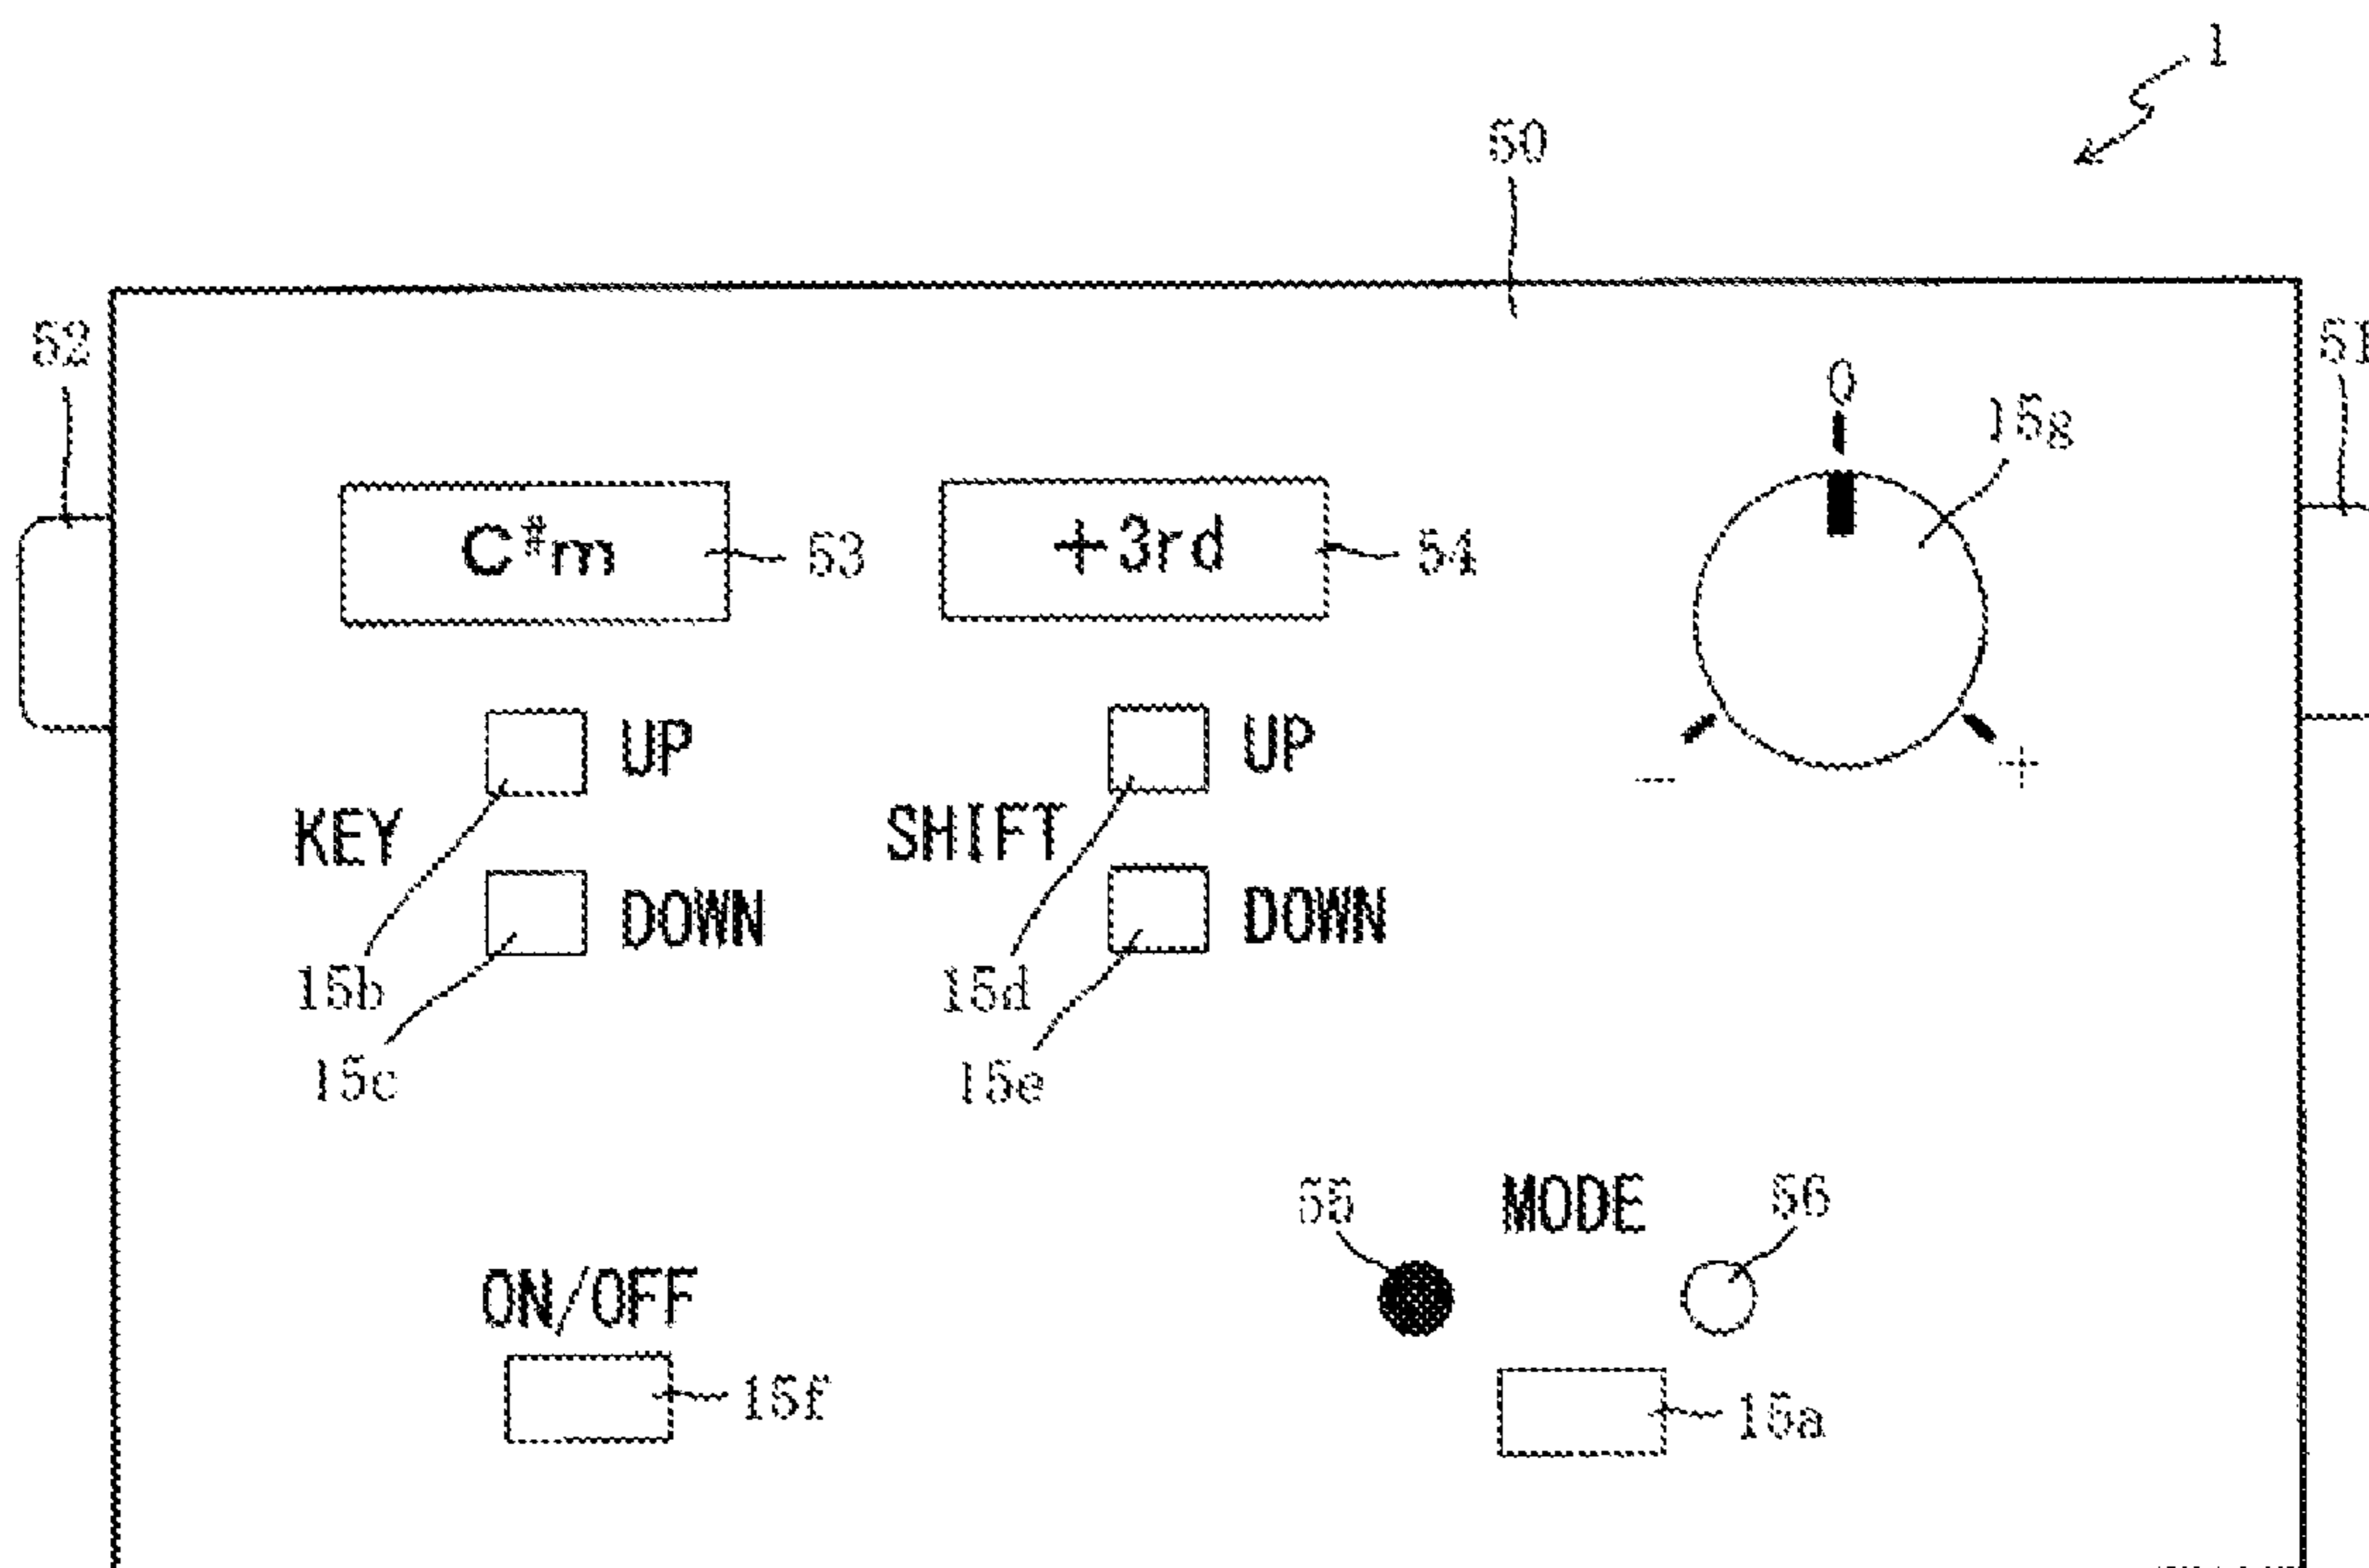 1
50
52
51
0
15g
C#m
53
+3rd
54
UP
UP
- +
KEY
SHIFT
DOWN
DOWN
15b
15d
15c
15e
55
MODE
56
ON/OFF
15f
15a